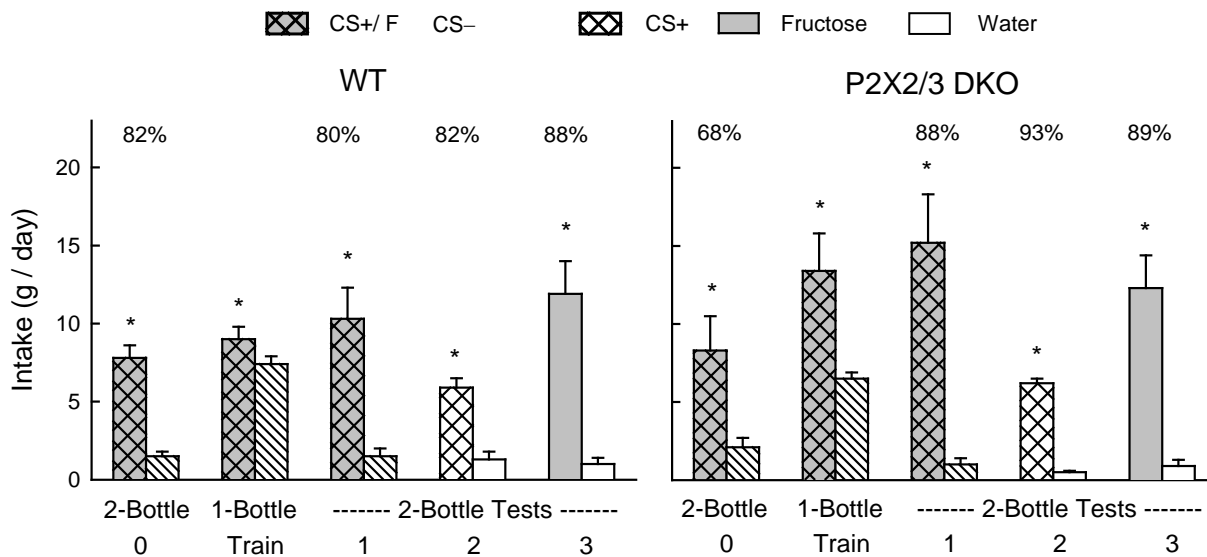 CS+/ F CS− CS+ Fructose Water
WT P2X2/3 DKO
82% 80% 82% 88% 68% 88% 93% 89%
20
15
10
5
0
Intake (g / day)
* * * * * * * * * *
2-Bottle 1-Bottle ------- 2-Bottle Tests ------- 2-Bottle 1-Bottle ------- 2-Bottle Tests -------
0 Train 1 2 3 0 Train 1 2 3